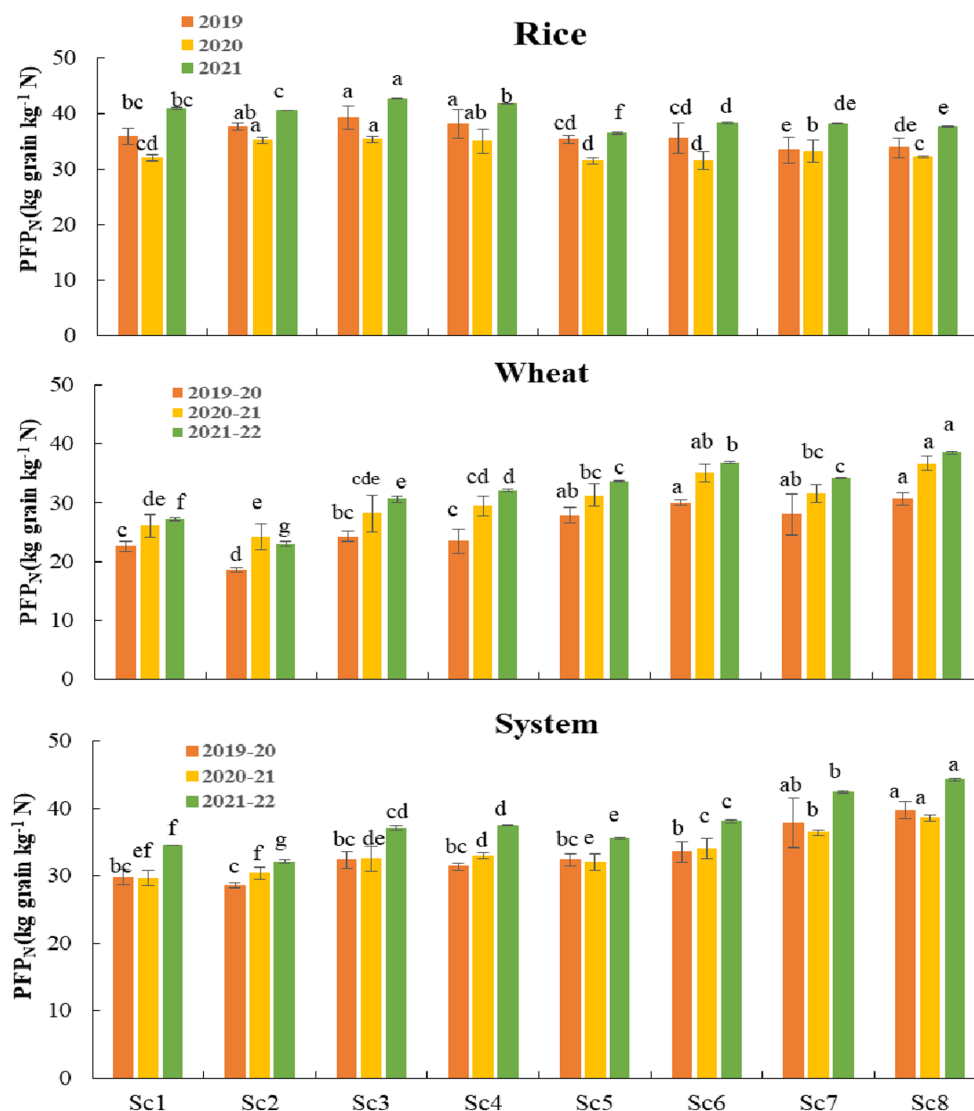 Rice
2019
2020
2021
PFPN(kg grain kg-1 N)
50
40
30
20
10
0
bc cd bc
ab a c
a a a
a ab b
cd d f
cd d d
e b de
de c e
Wheat
2019-20
2020-21
2021-22
PFPN(kg grain kg-1 N)
50
40
30
20
10
0
c de f
d e g
bc cde e
c cd d
ab bc c
a ab b
ab bc c
a a a
System
2019-20
2020-21
2021-22
PFPN(kg grain kg-1 N)
50
40
30
20
10
0
bc ef f
c f g
bc de cd
bc d d
bc e e
b c c
ab b b
a a a
Sc1 Sc2 Sc3 Sc4 Sc5 Sc6 Sc7 Sc8